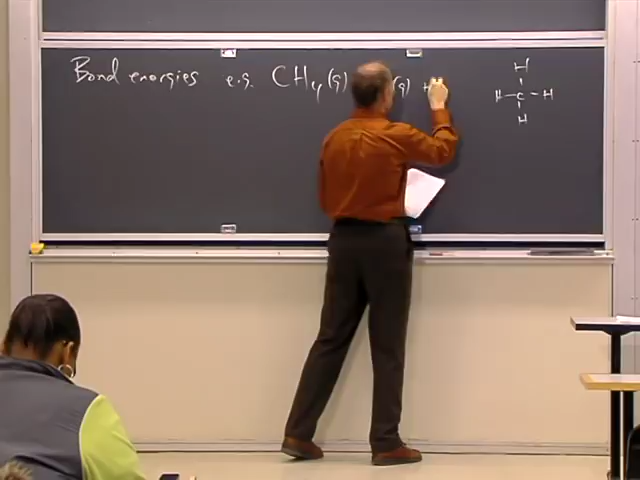 Bond energies e.g. CH4 (g) (g) +
H
H - C - H
H